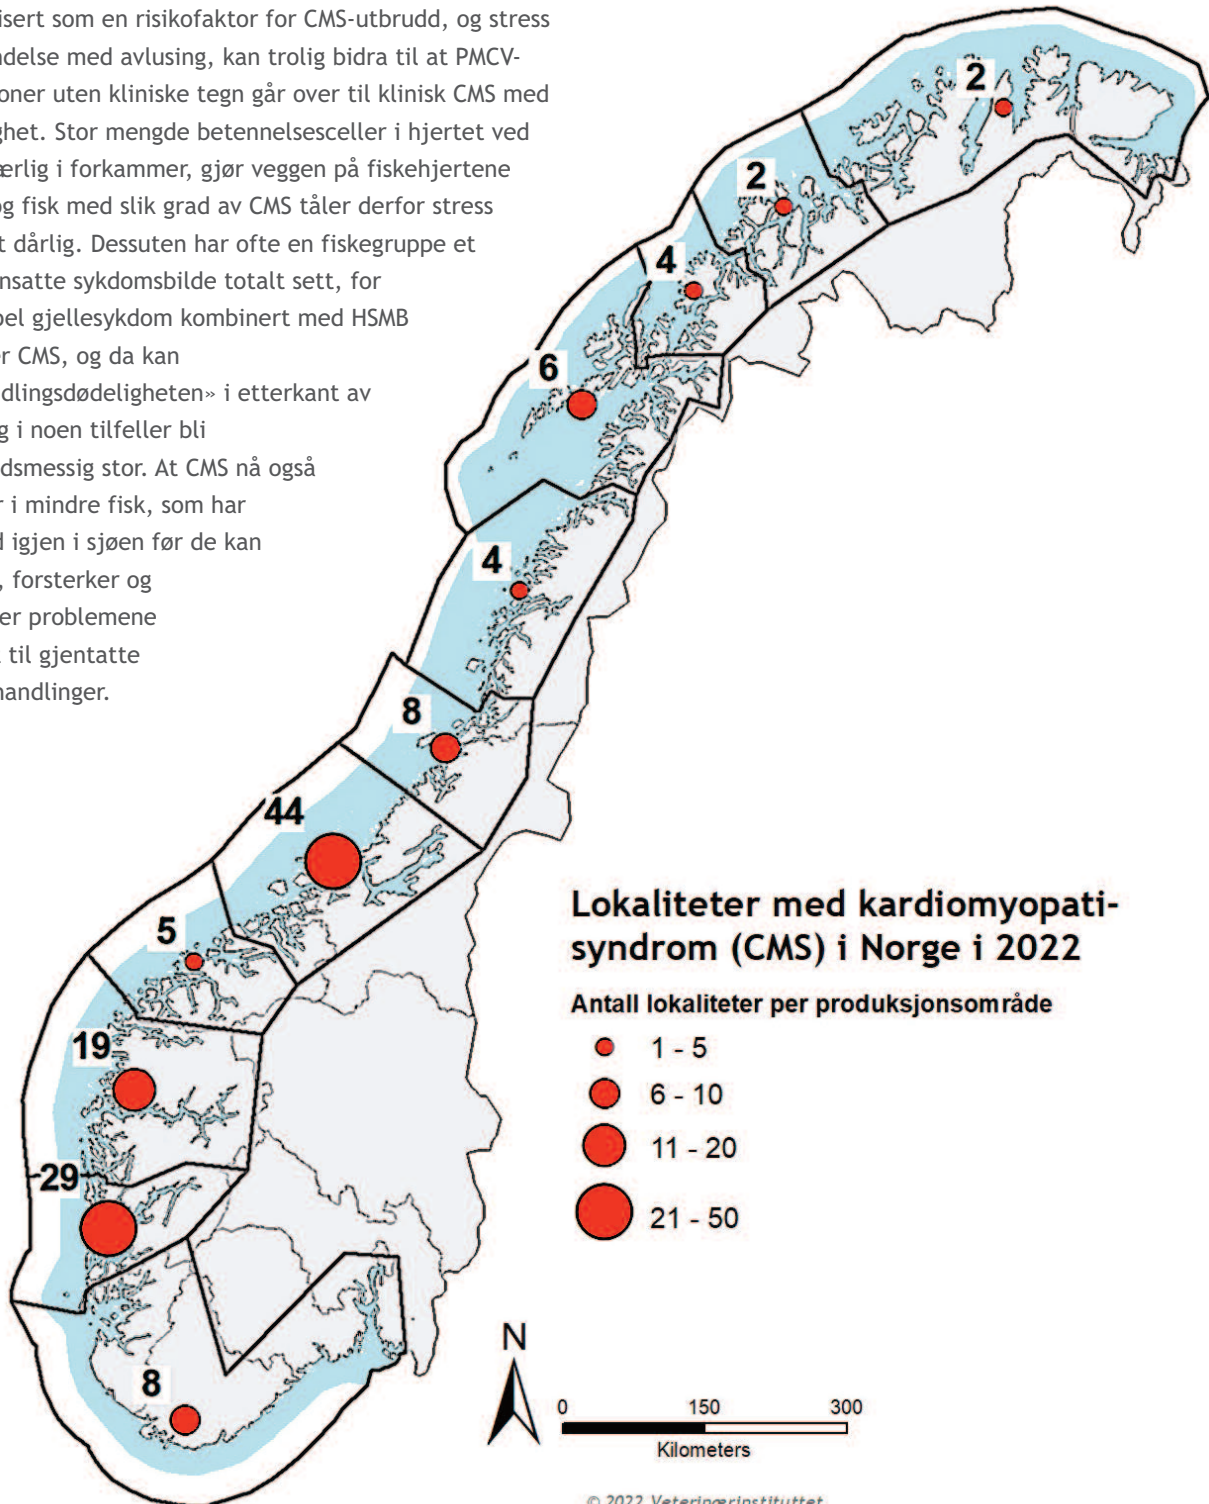 isert som en risikofaktor for CMS-utbrudd, og stress
ndelse med avlusing, kan trolig bidra til at PMCV-
oner uten kliniske tegn går over til klinisk CMS med
ghet. Stor mengde betennelsesceller i hjertet ved
ærlig i forkammer, gjør veggen på fiskehjertene
og fisk med slik grad av CMS tåler derfor stress
t dårlig. Dessuten har ofte en fiskegruppe et
nsatte sykdomsbilde totalt sett, for
pel gjellesykdom kombinert med HSMB
er CMS, og da kan
dlingsdødeligheten» i etterkant av
g i noen tilfeller bli
dsmessig stor. At CMS nå også
r i mindre fisk, som har
d igjen i sjøen før de kan
, forsterker og
er problemene
til gjentatte
handlinger.
2
2
4
6
4
8
44
5
19
29
8
Lokaliteter med kardiomyopati-
syndrom (CMS) i Norge i 2022
Antall lokaliteter per produksjonsområde
1 - 5
6 - 10
11 - 20
21 - 50
N
0 150 300
Kilometers
© 2022 Veterinærinstituttet